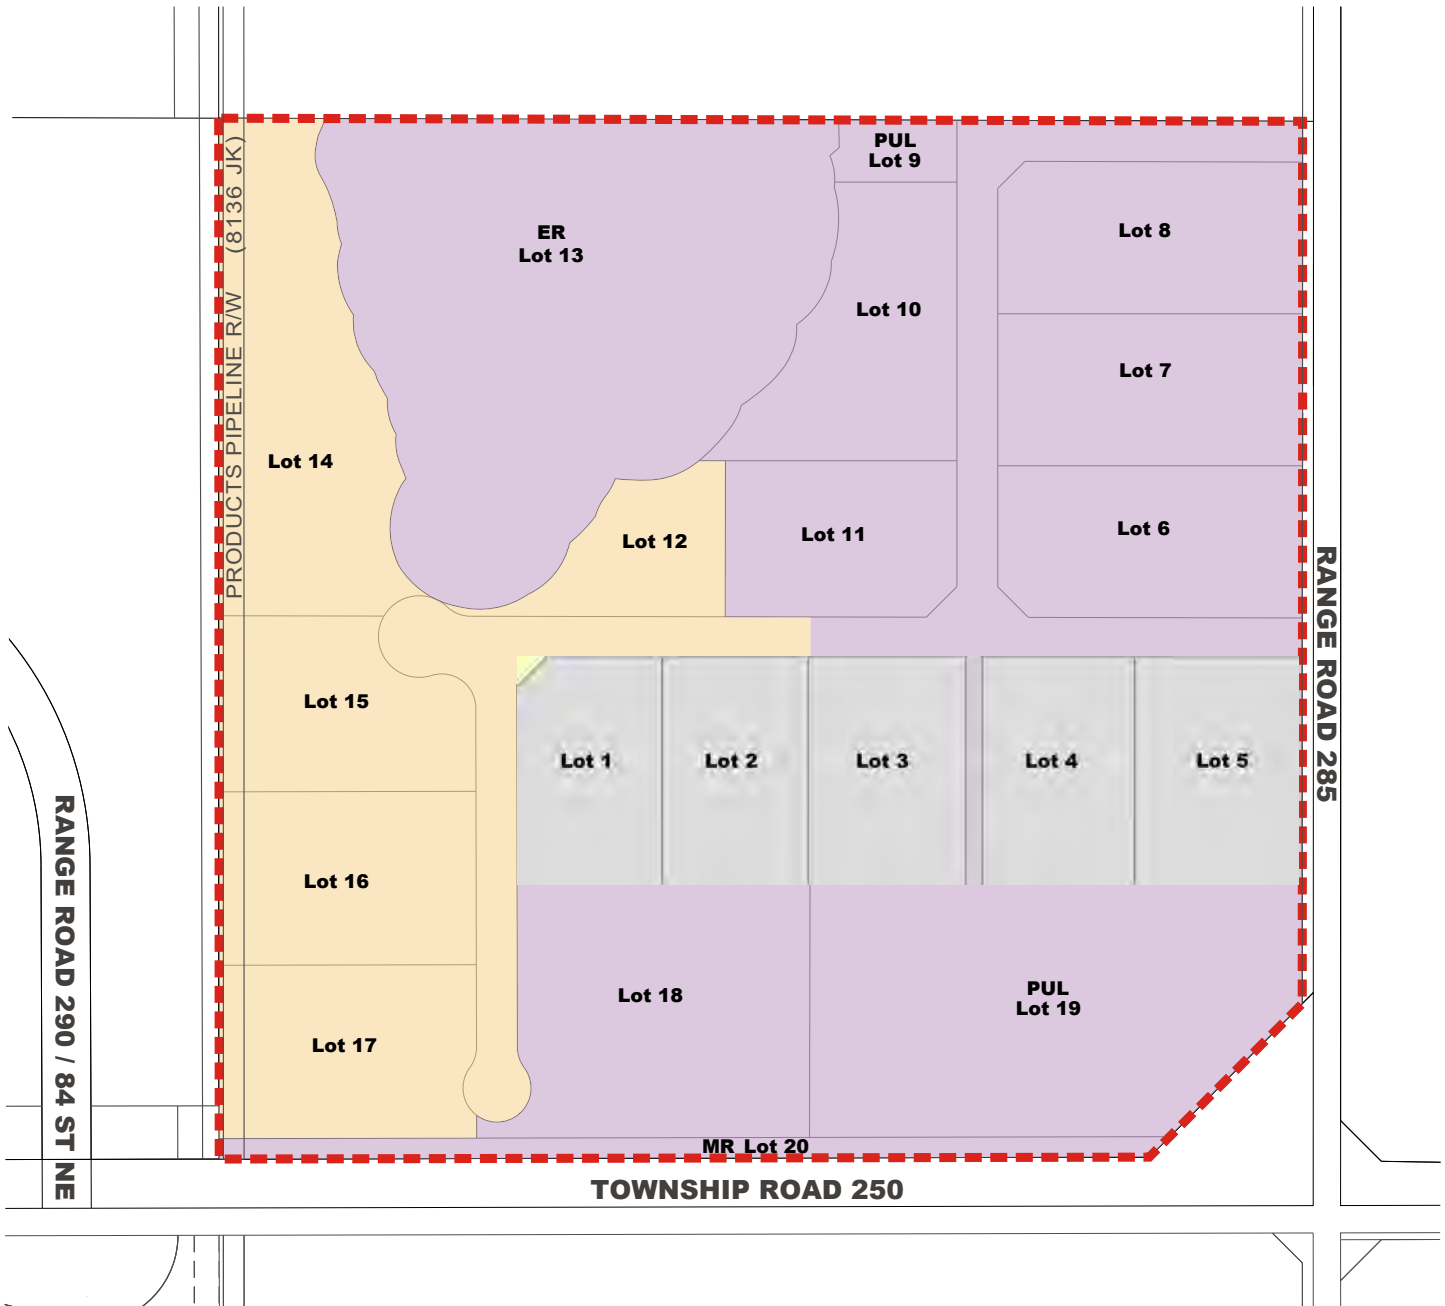 PUL
Lot 9
ER
Lot 13
Lot 8
Lot 10
Lot 7
Lot 14
Lot 12
Lot 11
Lot 6
PRODUCTS PIPELINE R/W (8136 JK)
Lot 15
Lot 1
Lot 2
Lot 3
Lot 4
Lot 5
RANGE ROAD 285
Lot 16
Lot 18
PUL
Lot 19
Lot 17
RANGE ROAD 290 / 84 ST NE
MR Lot 20
TOWNSHIP ROAD 250